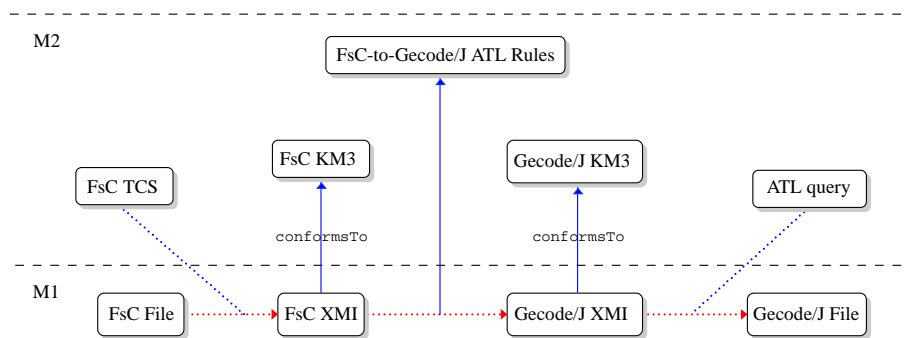 M2
FsC-to-Gecode/J ATL Rules
FsC KM3
Gecode/J KM3
FsC TCS
ATL query
conformsTo
conformsTo
M1
FsC File
FsC XMI
Gecode/J XMI
Gecode/J File